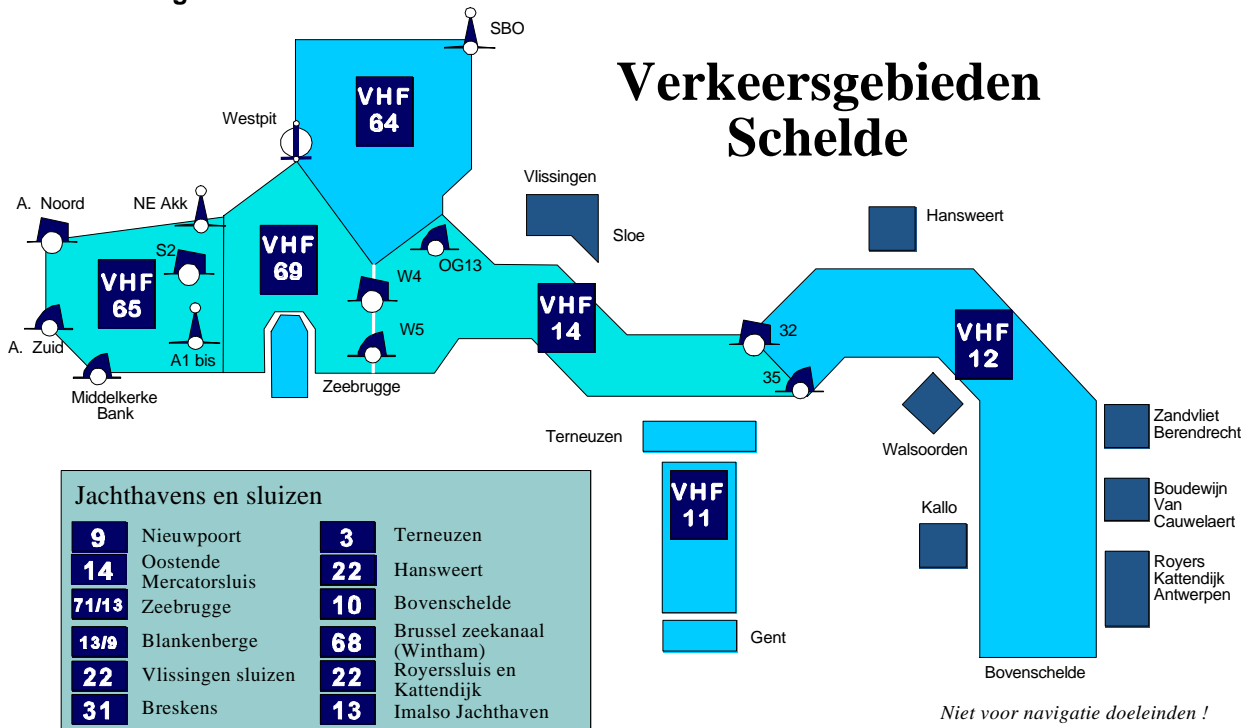 SBO
Verkeersgebieden
Schelde
VHF
64
Westpit
Vlissingen
Sloe
A. Noord
NE Akk
Hansweert
S2
VHF
65
VHF
69
W4
OG13
VHF
14
W5
A. Zuid
A1 bis
32
VHF
12
35
Middelkerke
Bank
Zeebrugge
Terneuzen
Walsoorden
Zandvliet
Berendrecht
VHF
11
Kallo
Boudewijn
Van
Cauwelaert
Royers
Kattendijk
Antwerpen
Gent
Bovenschelde
Jachthavens en sluizen
9 Nieuwpoort
14 Oostende
Mercatorsluis
71/13 Zeebrugge
13/9 Blankenberge
22 Vlissingen sluizen
31 Breskens
3 Terneuzen
22 Hansweert
10 Bovenschelde
68 Brussel zeekanaal
(Wintham)
22 Royerssluis en
Kattendijk
13 Imalso Jachthaven
Niet voor navigatie doeleinden !